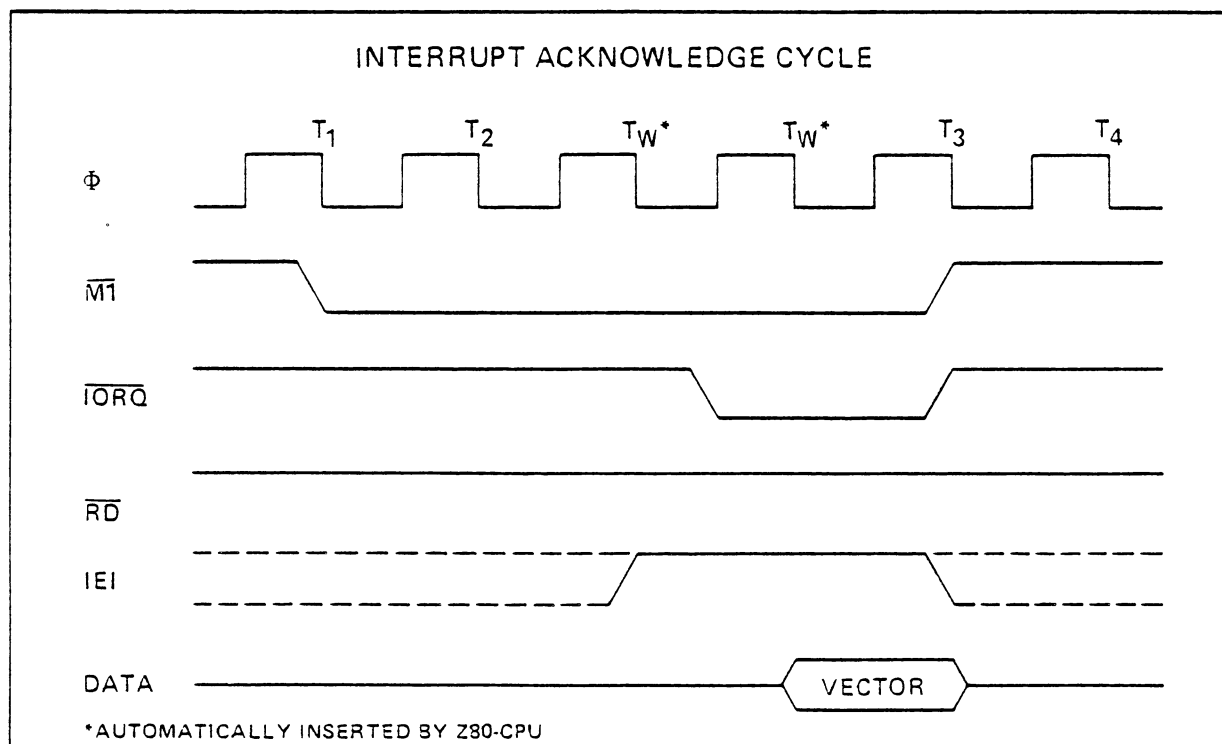 INTERRUPT ACKNOWLEDGE CYCLE
T1 T2 TW* TW* T3 T4
Φ
M1
IORQ
RD
IEI
DATA VECTOR
*AUTOMATICALLY INSERTED BY Z80-CPU